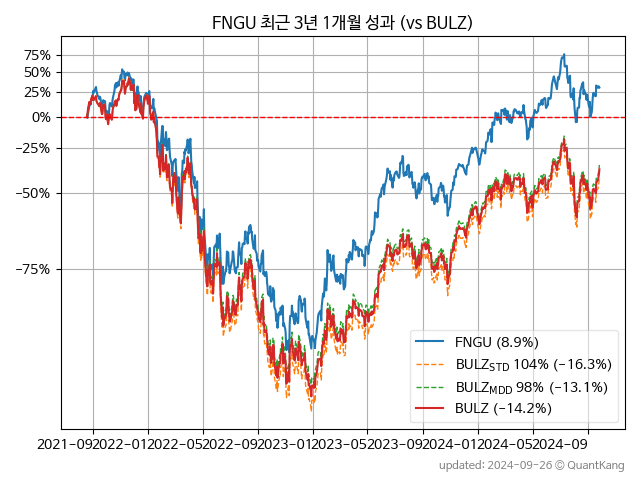 FNGU 최근 3년 1개월 성과 (vs BULZ)
75%
50%
25%
0%
−25%
−50%
−75%
FNGU (8.9%)
BULZSTD 104% (−16.3%)
BULZMDD 98% (−13.1%)
BULZ (−14.2%)
2021-09 2022-01 2022-05 2022-09 2023-01 2023-05 2023-09 2024-01 2024-05 2024-09
updated: 2024-09-26 © QuantKang